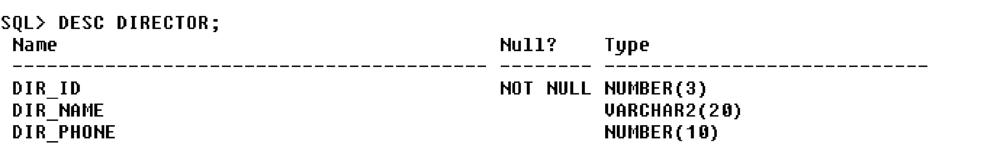 SQL> DESC DIRECTOR;
 Name                                      Null?    Type
 ----------------------------------------- -------- ----------------------------
 DIR_ID                                    NOT NULL NUMBER(3)
 DIR_NAME                                           VARCHAR2(20)
 DIR_PHONE                                          NUMBER(10)